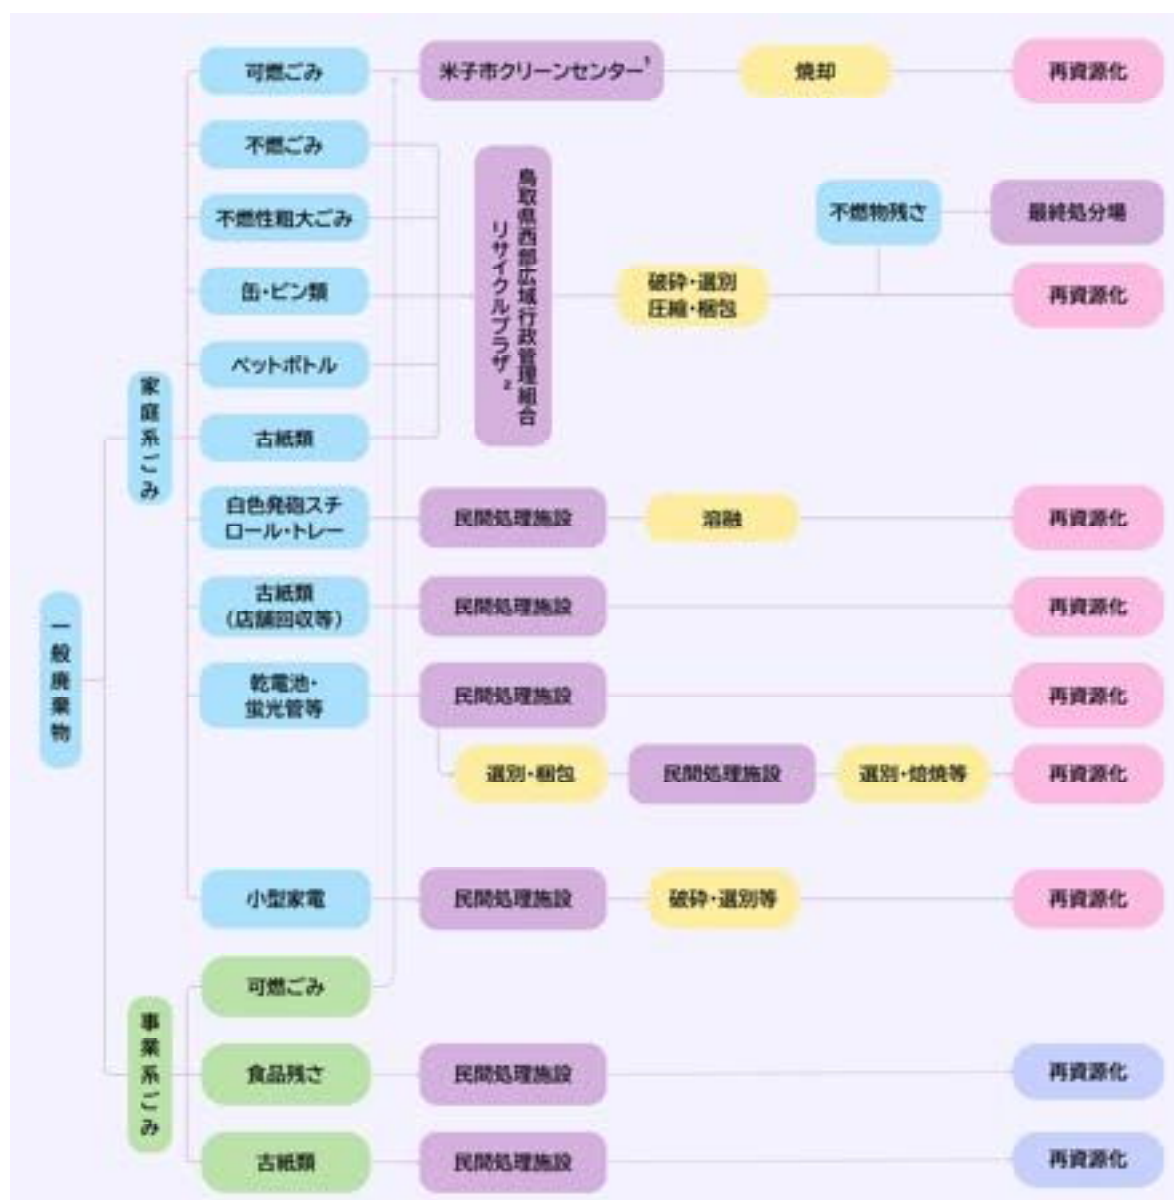 一般廃棄物
家庭系ごみ
可燃ごみ
米子市クリーンセンター¹
焼却
再資源化
不燃ごみ
不燃性粗大ごみ
缶・ビン類
ペットボトル
古紙類
鳥取県西部広域行政管理組合
リサイクルプラザ²
破砕・選別
圧縮・梱包
不燃物残さ
最終処分場
再資源化
白色発砲スチ
ロール・トレー
民間処理施設
溶融
再資源化
古紙類
（店舗回収等）
民間処理施設
再資源化
乾電池・
蛍光管等
民間処理施設
再資源化
選別・梱包
民間処理施設
選別・焙焼等
再資源化
小型家電
民間処理施設
破砕・選別等
再資源化
事業系ごみ
可燃ごみ
食品残さ
民間処理施設
再資源化
古紙類
民間処理施設
再資源化